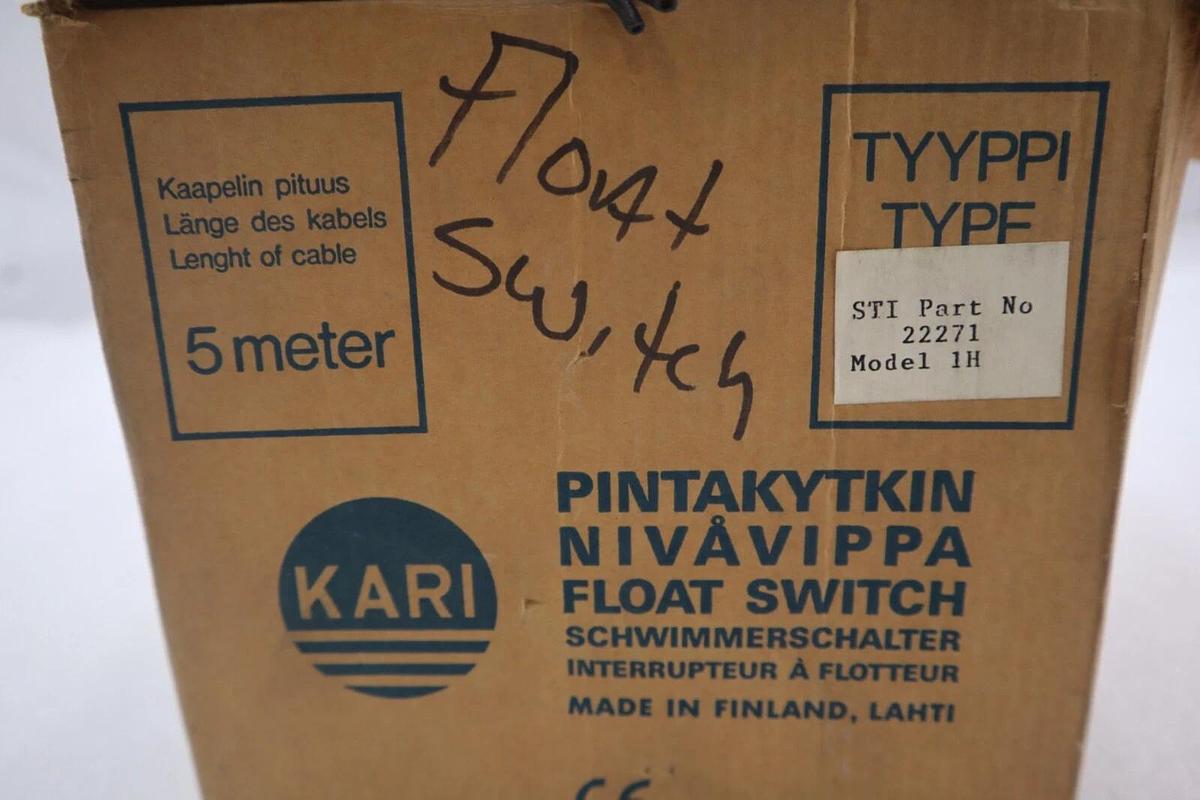 Kaapelin pituus
Länge des kabels
Lenght of cable
5 meter
Float
Switch
TYYPPI
TYPE
STI Part No
22271
Model 1H
KARI
PINTAKYTKIN
NIVÅVIPPA
FLOAT SWITCH
SCHWIMMERSCHALTER
INTERRUPTEUR À FLOTTEUR
MADE IN FINLAND, LAHTI